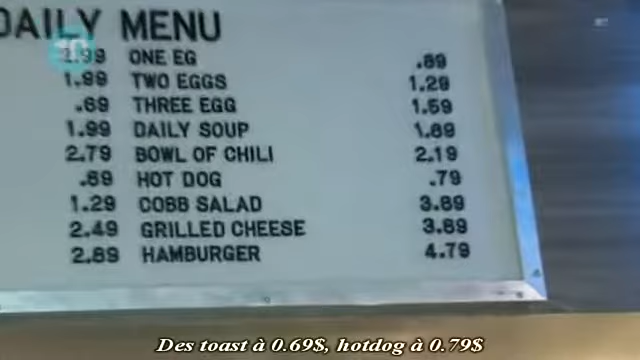 DAILY MENU
1.99 ONE EG .89
1.99 TWO EGGS 1.29
.69 THREE EGG 1.59
1.99 DAILY SOUP 1.89
2.79 BOWL OF CHILI 2.19
.89 HOT DOG .79
1.29 COBB SALAD 3.89
2.49 GRILLED CHEESE 3.89
2.89 HAMBURGER 4.79
Des toast à 0.69$, hotdog à 0.79$